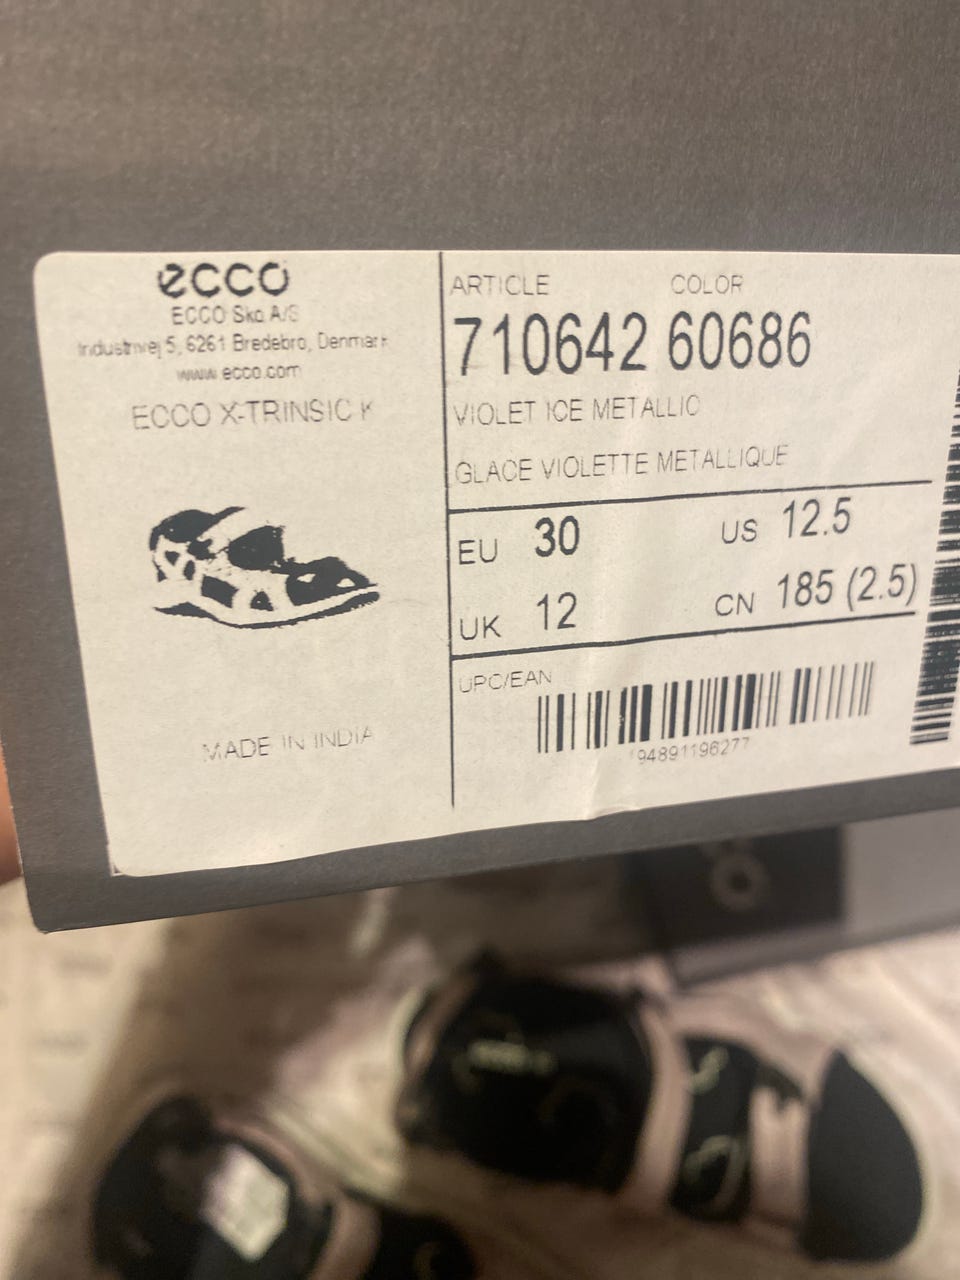 ecco
ECCO Sko A/S
Industrivej 5, 6261 Bredebro, Denmark
www.ecco.com
ECCO X-TRINSIC K
MADE IN INDIA
ARTICLE COLOR
710642 60686
VIOLET ICE METALLIC
GLACE VIOLETTE METALLIQUE
EU 30 US 12.5
UK 12 CN 185 (2.5)
UPC/EAN
194891196277